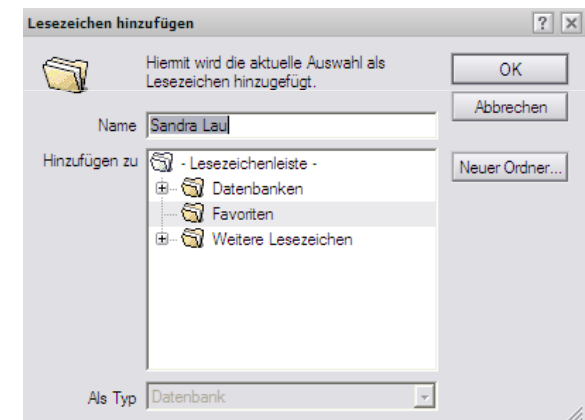 Lesezeichen hinzufügen
Hiermit wird die aktuelle Auswahl als
Lesezeichen hinzugefügt.
OK
Abbrechen
Name Sandra Lau
Hinzufügen zu - Lesezeichenleiste -
Neuer Ordner...
Datenbanken
Favoriten
Weitere Lesezeichen
Als Typ Datenbank